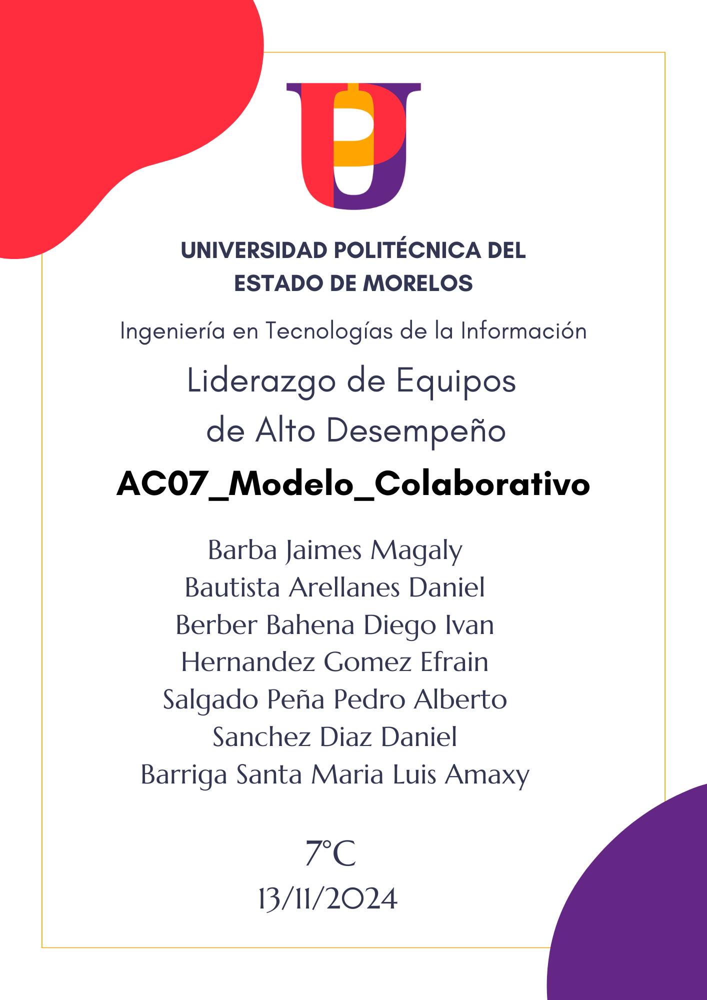 UP
UNIVERSIDAD POLITÉCNICA DEL
ESTADO DE MORELOS
Ingeniería en Tecnologías de la Información
Liderazgo de Equipos
de Alto Desempeño
AC07_Modelo_Colaborativo
Barba Jaimes Magaly
Bautista Arellanes Daniel
Berber Bahena Diego Ivan
Hernandez Gomez Efrain
Salgado Peña Pedro Alberto
Sanchez Diaz Daniel
Barriga Santa Maria Luis Amaxy
7°C
13/11/2024